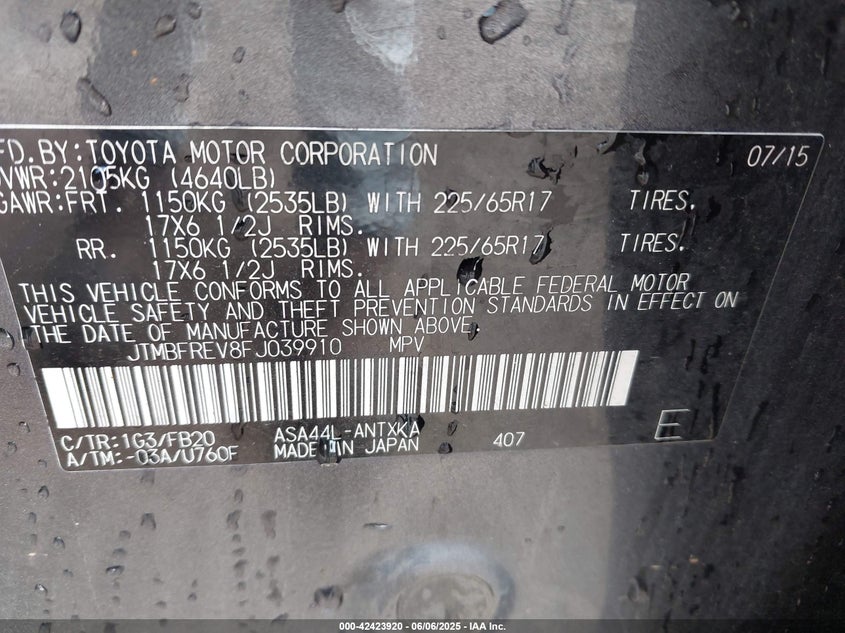 FD.BY:TOYOTA MOTOR CORPORATION 07/15
VWR:2105KG (4640LB)
GAWR:FRT. 1150KG (2535LB) WITH 225/65R17 TIRES.
17X6 1/2J RIMS.
RR. 1150KG (2535LB) WITH 225/65R17 TIRES.
17X6 1/2J RIMS.
THIS VEHICLE CONFORMS TO ALL APPLICABLE FEDERAL MOTOR
VEHICLE SAFETY AND THEFT PREVENTION STANDARDS IN EFFECT ON
THE DATE OF MANUFACTURE SHOWN ABOVE.
JTMBFREV8FJ039910 MPV
C/TR:1G3/FB20 ASA44L-ANTXKA 407 E
A/TM:-03A/U760F MADE IN JAPAN
000-42423920 - 06/06/2025 - IAA Inc.